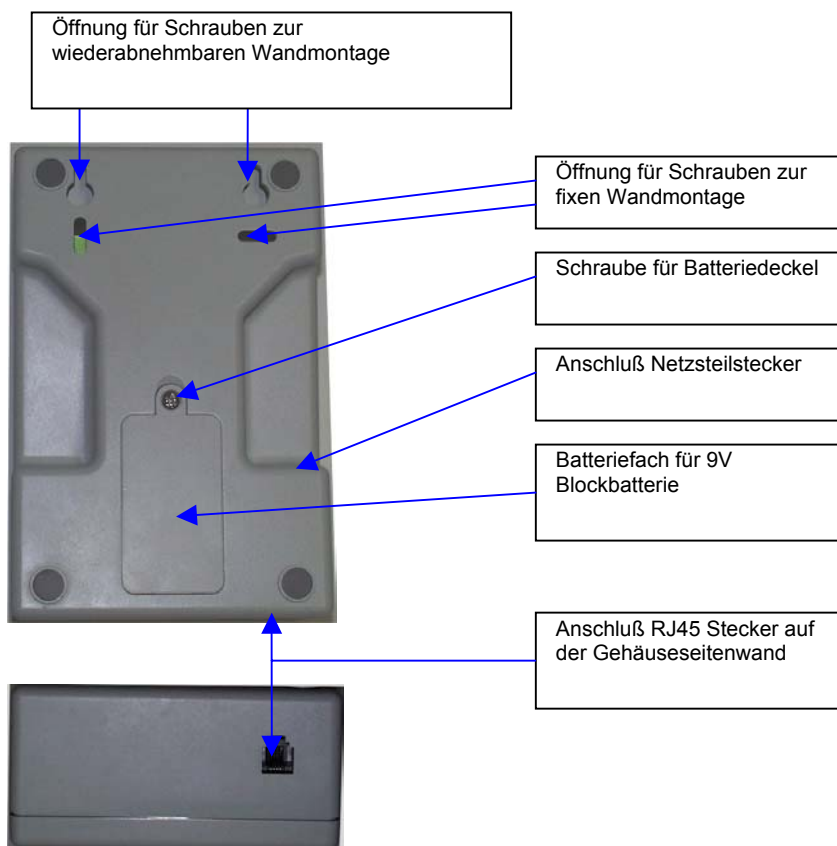 Öffnung für Schrauben zur
wiederabnehmbaren Wandmontage
Öffnung für Schrauben zur
fixen Wandmontage
Schraube für Batteriedeckel
Anschluß Netzsteilstecker
Batteriefach für 9V
Blockbatterie
Anschluß RJ45 Stecker auf
der Gehäuseseitenwand